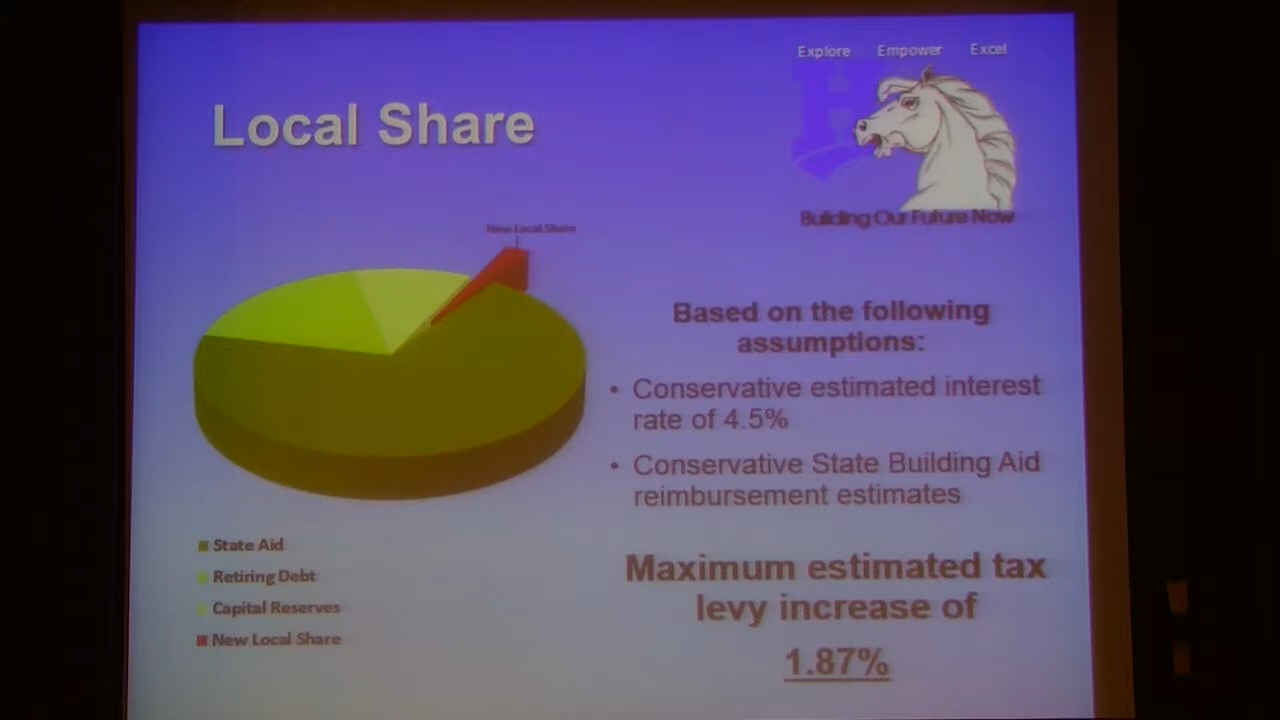 Explore Empower Excel
Local Share
Building Our Future Now
New Local Share
Based on the following
assumptions:
• Conservative estimated interest
rate of 4.5%
• Conservative State Building Aid
reimbursement estimates
State Aid
Retiring Debt
Capital Reserves
New Local Share
Maximum estimated tax
levy increase of
1.87%